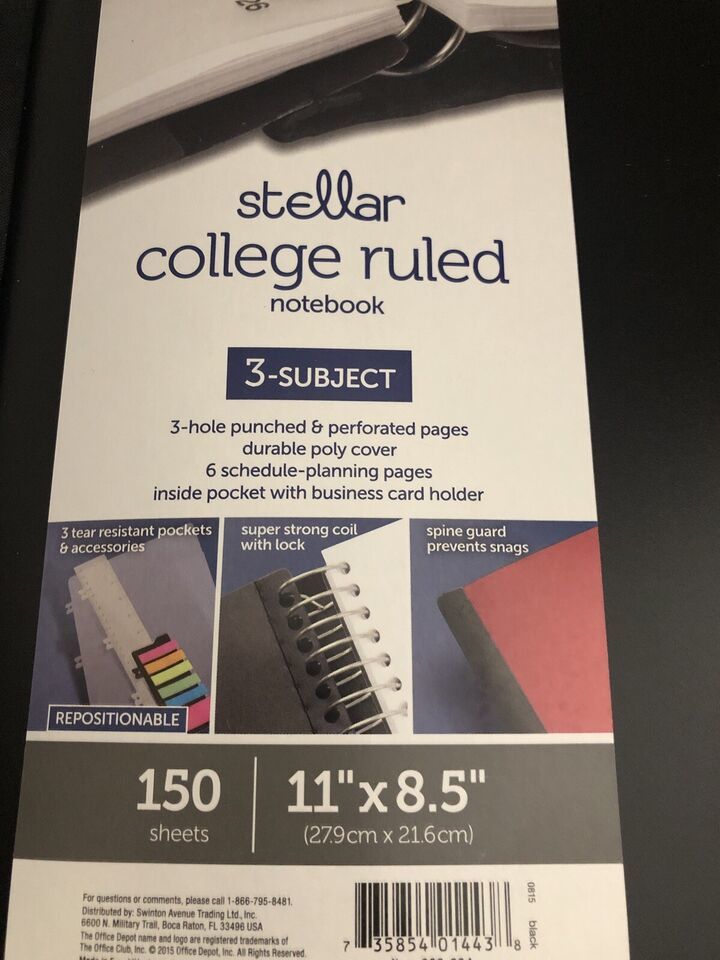 26
stellar
college ruled
notebook
3-SUBJECT
3-hole punched & perforated pages
durable poly cover
6 schedule-planning pages
inside pocket with business card holder
3 tear resistant pockets
& accessories
super strong coil
with lock
spine guard
prevents snags
REPOSITIONABLE
150
sheets
11"x8.5"
(27.9cm x 21.6cm)
For questions or comments, please call 1-866-795-8481.
Distributed by: Swinton Avenue Trading Ltd., Inc.
6600 N. Military Trail, Boca Raton, FL 33496 USA
The Office Depot name and logo are registered trademarks of
The Office Club, Inc. © 2015 Office Depot, Inc. All Rights Reserved.
Made in
7 35854 01443 8
0815 black